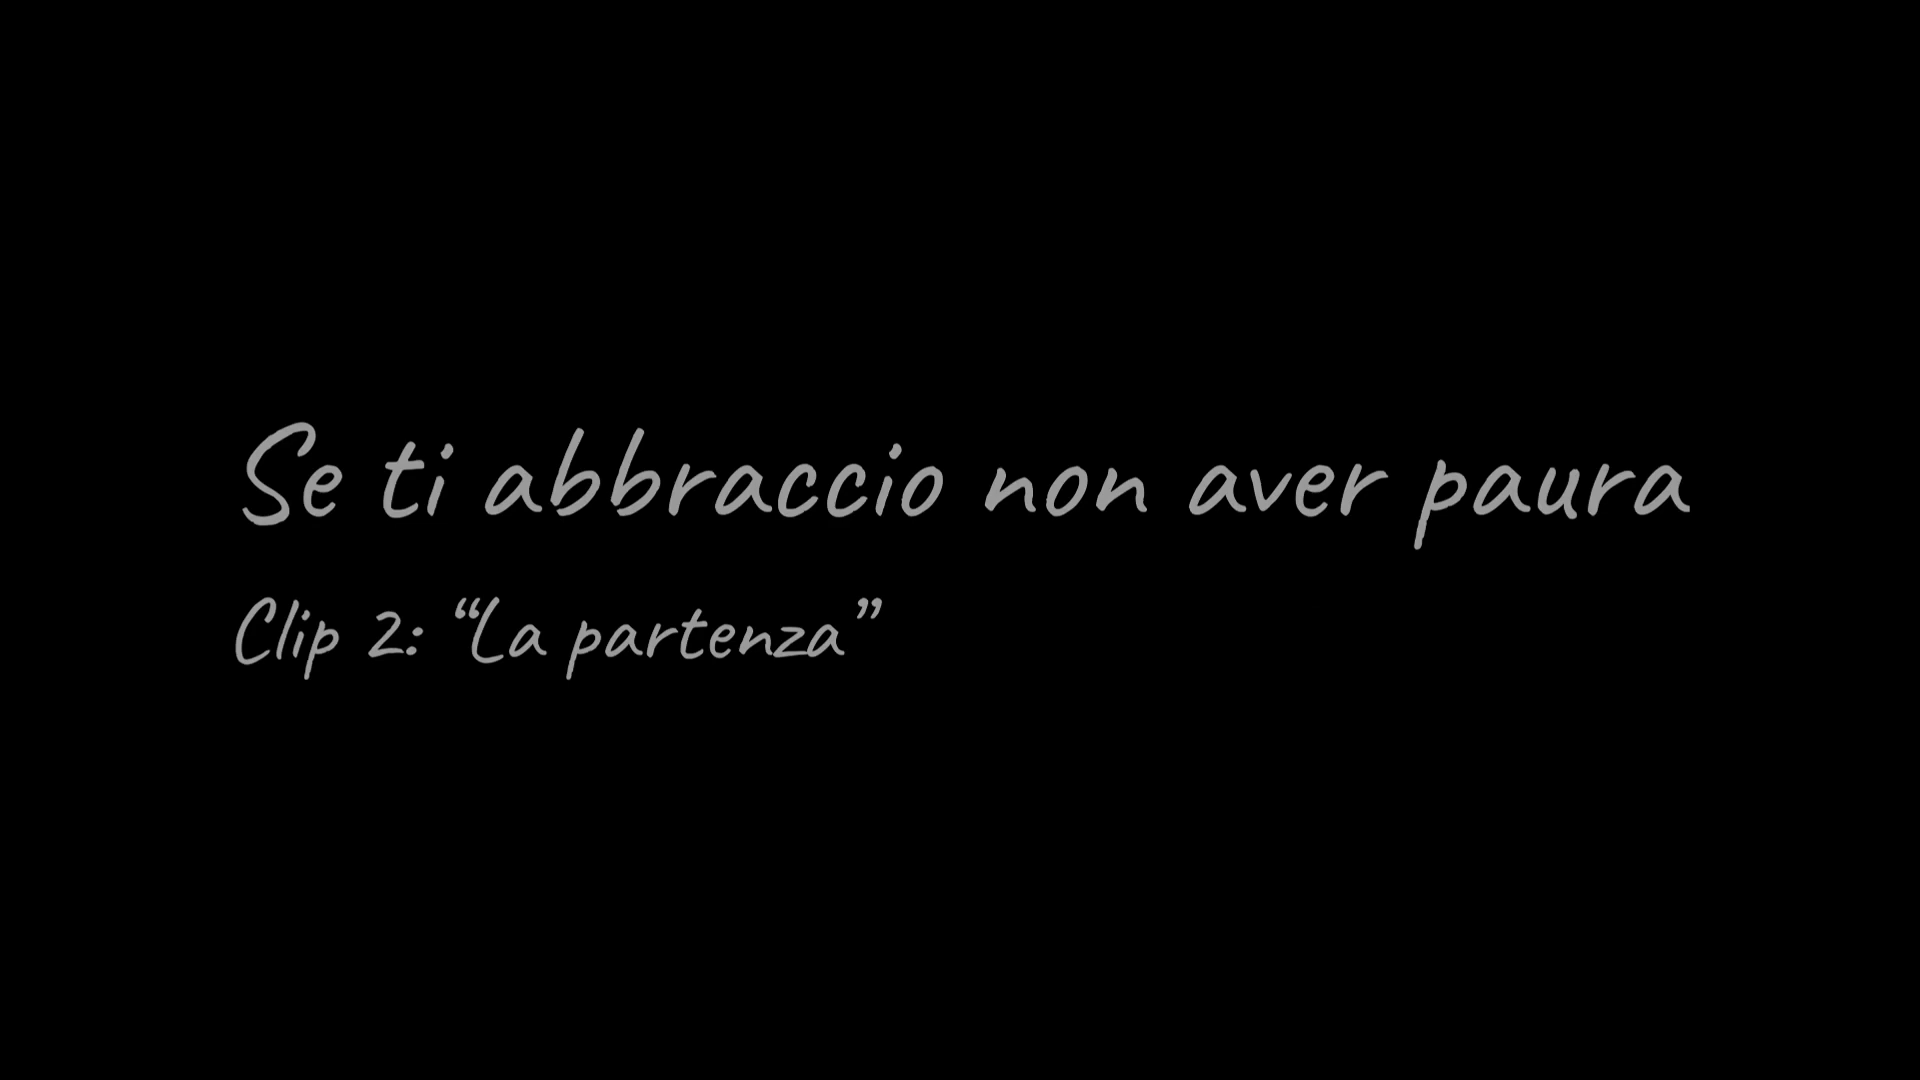 Se ti abbraccio non aver paura
Clip 2: “La partenza”